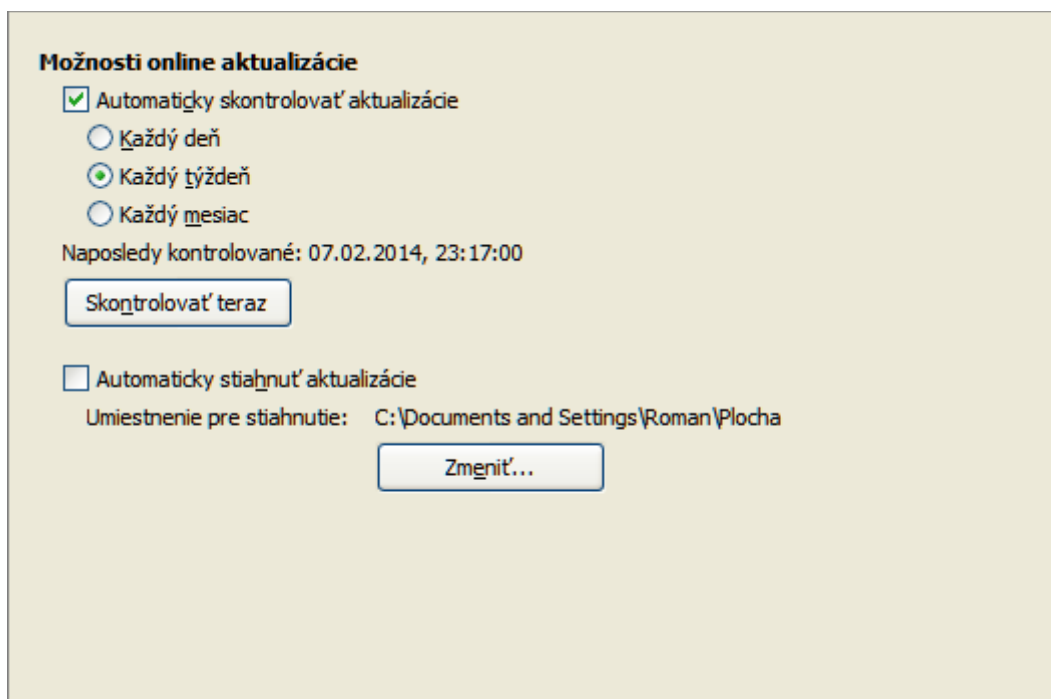 Možnosti online aktualizácie
Automaticky skontrolovať aktualizácie
Každý deň
Každý týždeň
Každý mesiac
Naposledy kontrolované: 07.02.2014, 23:17:00
Skontrolovať teraz
Automaticky stiahnuť aktualizácie
Umiestnenie pre stiahnutie: C:\Documents and Settings\Roman\Plocha
Zmeniť...